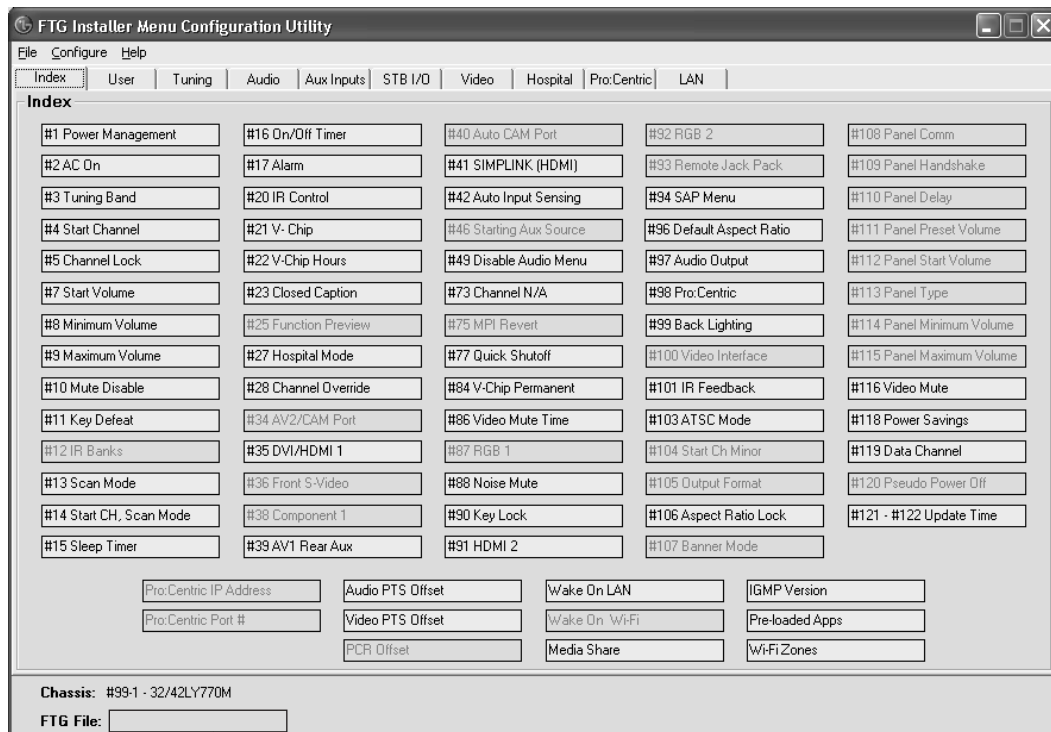 FTG Installer Menu Configuration Utility
File Configure Help
Index User Tuning Audio Aux Inputs STB I/O Video Hospital Pro:Centric LAN
Index
#1 Power Management #16 On/Off Timer #40 Auto CAM Port #92 RGB 2 #108 Panel Comm
#2 AC On #17 Alarm #41 SIMPLINK (HDMI) #93 Remote Jack Pack #109 Panel Handshake
#3 Tuning Band #20 IR Control #42 Auto Input Sensing #94 SAP Menu #110 Panel Delay
#4 Start Channel #21 V- Chip #46 Starting Aux Source #96 Default Aspect Ratio #111 Panel Preset Volume
#5 Channel Lock #22 V-Chip Hours #49 Disable Audio Menu #97 Audio Output #112 Panel Start Volume
#7 Start Volume #23 Closed Caption #73 Channel N/A #98 Pro:Centric #113 Panel Type
#8 Minimum Volume #25 Function Preview #75 MPI Revert #99 Back Lighting #114 Panel Minimum Volume
#9 Maximum Volume #27 Hospital Mode #77 Quick Shutoff #100 Video Interface #115 Panel Maximum Volume
#10 Mute Disable #28 Channel Override #84 V-Chip Permanent #101 IR Feedback #116 Video Mute
#11 Key Defeat #34 AV2/CAM Port #86 Video Mute Time #103 ATSC Mode #118 Power Savings
#12 IR Banks #35 DVI/HDMI 1 #87 RGB 1 #104 Start Ch Minor #119 Data Channel
#13 Scan Mode #36 Front S-Video #88 Noise Mute #105 Output Format #120 Pseudo Power Off
#14 Start CH, Scan Mode #38 Component 1 #90 Key Lock #106 Aspect Ratio Lock #121 - #122 Update Time
#15 Sleep Timer #39 AV1 Rear Aux #91 HDMI 2 #107 Banner Mode
Pro:Centric IP Address Audio PTS Offset Wake On LAN IGMP Version
Pro:Centric Port # Video PTS Offset Wake On Wi-Fi Pre-loaded Apps
PCR Offset Media Share Wi-Fi Zones
Chassis: #99-1 - 32/42LY770M
FTG File: